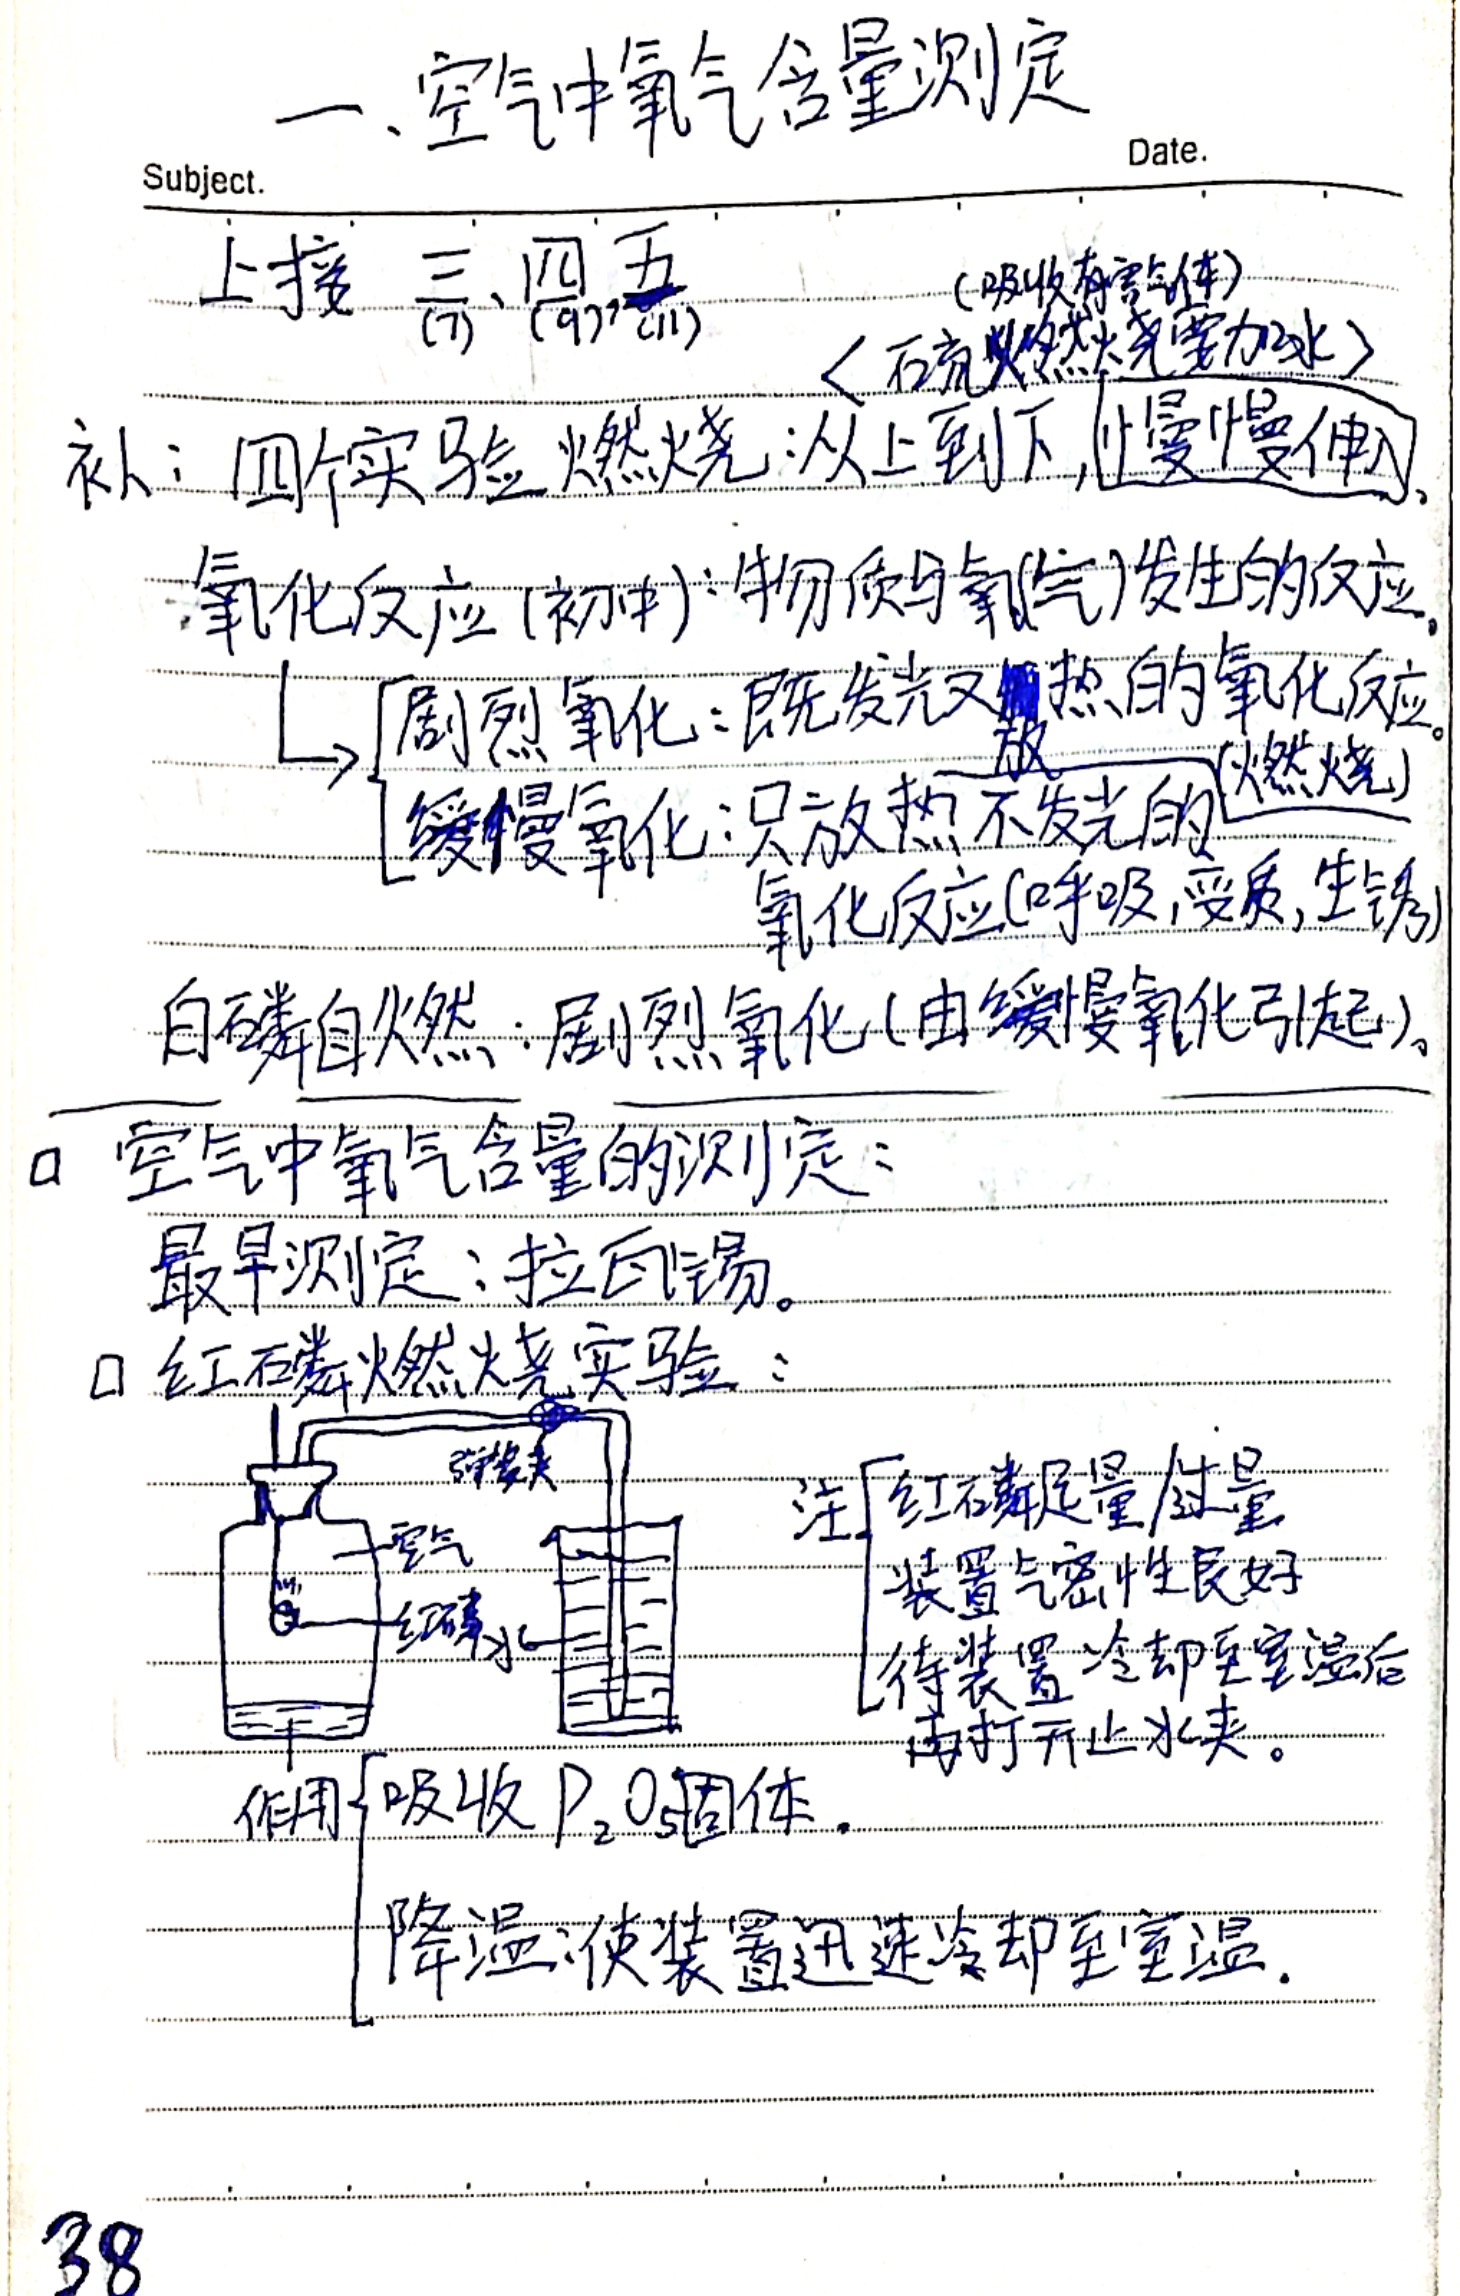 一、空气中氧气含量测定
Subject.
Date.
上接 三、四、五
(7) (9) (11)
(吸收有害气体)
〈硫燃烧要加水〉
补：四个实验燃烧：从上到下,慢慢伸入。
氧化反应(初中)：物质与氧(气)发生的反应。
剧烈氧化：既发光又放热的氧化反应。
(燃烧)
缓慢氧化：只放热不发光的
氧化反应(呼吸,变质,生锈)
白磷自燃：剧烈氧化(由缓慢氧化引起)。
□ 空气中氧气含量的测定：
最早测定：拉瓦锡。
□ 红磷燃烧实验：
弹簧夹
空气
红磷
水
注 红磷足量/过量
装置气密性良好
待装置冷却至室温后
再打开止水夹。
作用 吸收P₂O₅固体.
降温：使装置迅速冷却至室温.
38